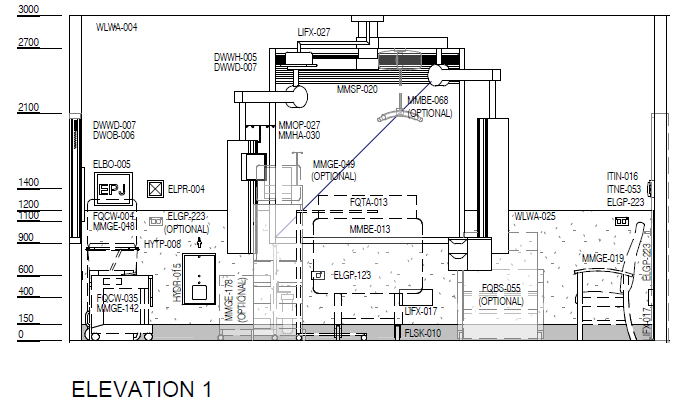 3000
WLWA-004
LIFX-027
2700
DWWH-005
DWWD-007
MMSP-020
MMBE-068
(OPTIONAL)
2100
DWWD-007
DWOB-006
MMOP-027
MMHA-030
ELBO-005
MMGE-049
(OPTIONAL)
ITIN-016
ITNE-053
ELGP-223
EPJ
ELPR-004
1400
FQTA-013
1200
1100
FQCW-004
MMGE-048
ELGP-223
(OPTIONAL)
WLWA-025
MMBE-013
900
HYTP-008
MMGE-019
ELGP-223
600
ELGP-123
HYOR-015
MMGE-178
(OPTIONAL)
FQBS-055
(OPTIONAL)
400
FQCW-035
MMGE-142
LIFX-017
LIFX-017
150
FLSK-010
0
ELEVATION 1